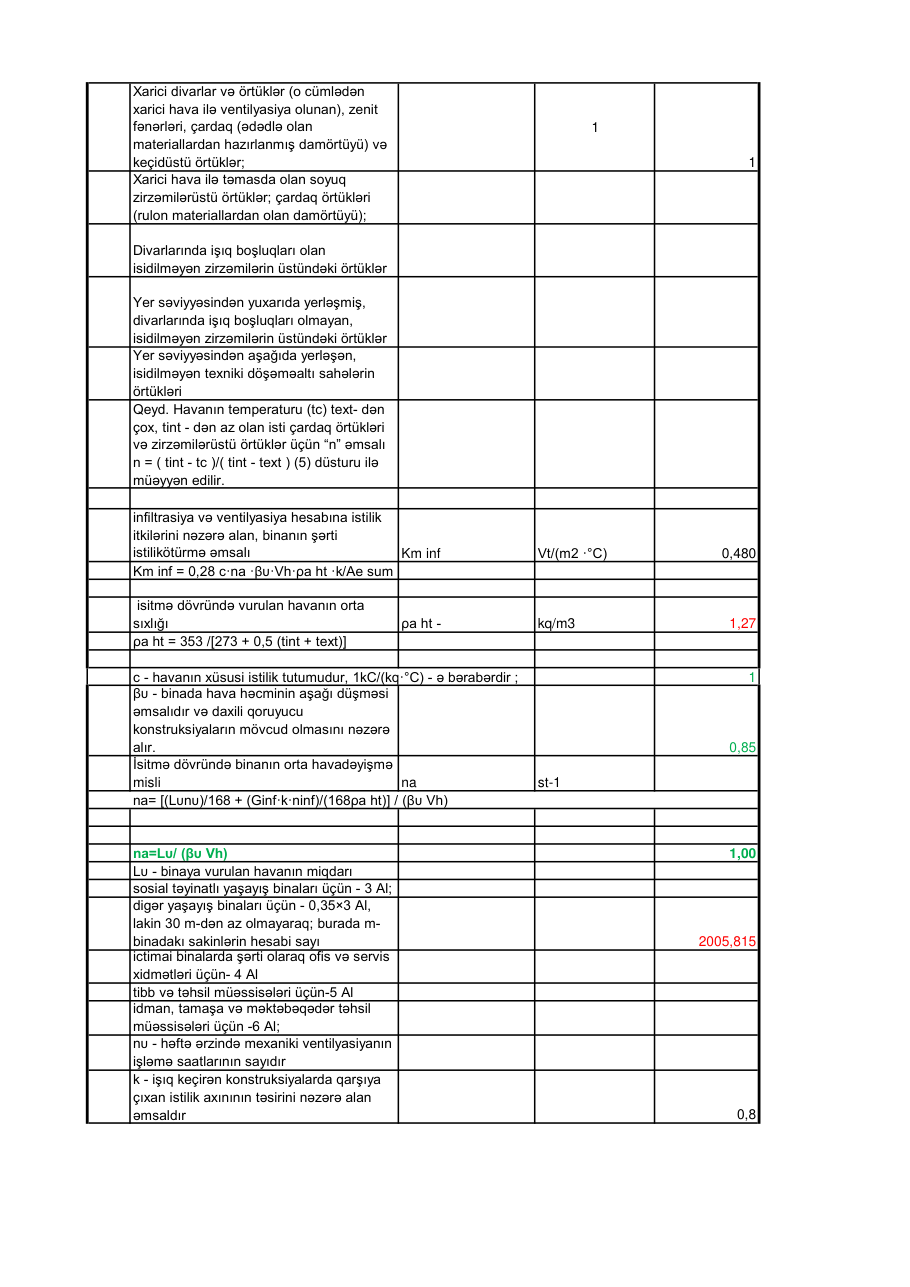 Xarici divarlar və örtüklər (o cümlədən
xarici hava ilə ventilyasiya olunan), zenit
fənərləri, çardaq (ədədlə olan
materiallardan hazırlanmış damörtüyü) və
keçidüstü örtüklər;
1
1
Xarici hava ilə təmasda olan soyuq
zirzəmilərüstü örtüklər; çardaq örtükləri
(rulon materiallardan olan damörtüyü);
Divarlarında işıq boşluqları olan
isidilməyən zirzəmilərin üstündəki örtüklər
Yer səviyyəsindən yuxarıda yerləşmiş,
divarlarında işıq boşluqları olmayan,
isidilməyən zirzəmilərin üstündəki örtüklər
Yer səviyyəsindən aşağıda yerləşən,
isidilməyən texniki döşəməaltı sahələrin
örtükləri
Qeyd. Havanın temperaturu (tc) text- dən
çox, tint - dən az olan isti çardaq örtükləri
və zirzəmilərüstü örtüklər üçün “n” əmsalı
n = ( tint - tc )/( tint - text ) (5) düsturu ilə
müəyyən edilir.
infiltrasiya və ventilyasiya hesabına istilik
itkilərini nəzərə alan, binanın şərti
istilikötürmə əmsalı Km inf Vt/(m2 ·°C) 0,480
Km inf = 0,28 c·na ·βυ·Vh·ρa ht ·k/Ae sum
isitmə dövründə vurulan havanın orta
sıxlığı ρa ht - kq/m3 1,27
ρa ht = 353 /[273 + 0,5 (tint + text)]
c - havanın xüsusi istilik tutumudur, 1kC/(kq·°C) - ə bərabərdir ; 1
βυ - binada hava həcminin aşağı düşməsi
əmsalıdır və daxili qoruyucu
konstruksiyaların mövcud olmasını nəzərə
alır. 0,85
İsitmə dövründə binanın orta havadəyişmə
misli na st-1
na= [(Lυnυ)/168 + (Ginf·k·ninf)/(168ρa ht)] / (βυ Vh)
na=Lυ/ (βυ Vh) 1,00
Lυ - binaya vurulan havanın miqdarı
sosial təyinatlı yaşayış binaları üçün - 3 Al;
digər yaşayış binaları üçün - 0,35×3 Al,
lakin 30 m-dən az olmayaraq; burada m-
binadakı sakinlərin hesabi sayı 2005,815
ictimai binalarda şərti olaraq ofis və servis
xidmətləri üçün- 4 Al
tibb və təhsil müəssisələri üçün-5 Al
idman, tamaşa və məktəbəqədər təhsil
müəssisələri üçün -6 Al;
nυ - həftə ərzində mexaniki ventilyasiyanın
işləmə saatlarının sayıdır
k - işıq keçirən konstruksiyalarda qarşıya
çıxan istilik axınının təsirini nəzərə alan
əmsaldır 0,8